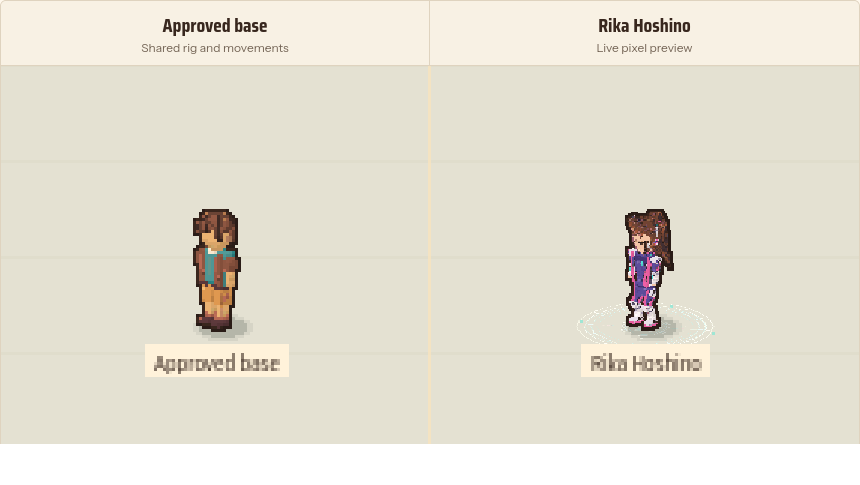 Approved base
Shared rig and movements
Rika Hoshino
Live pixel preview
Approved base
Rika Hoshino